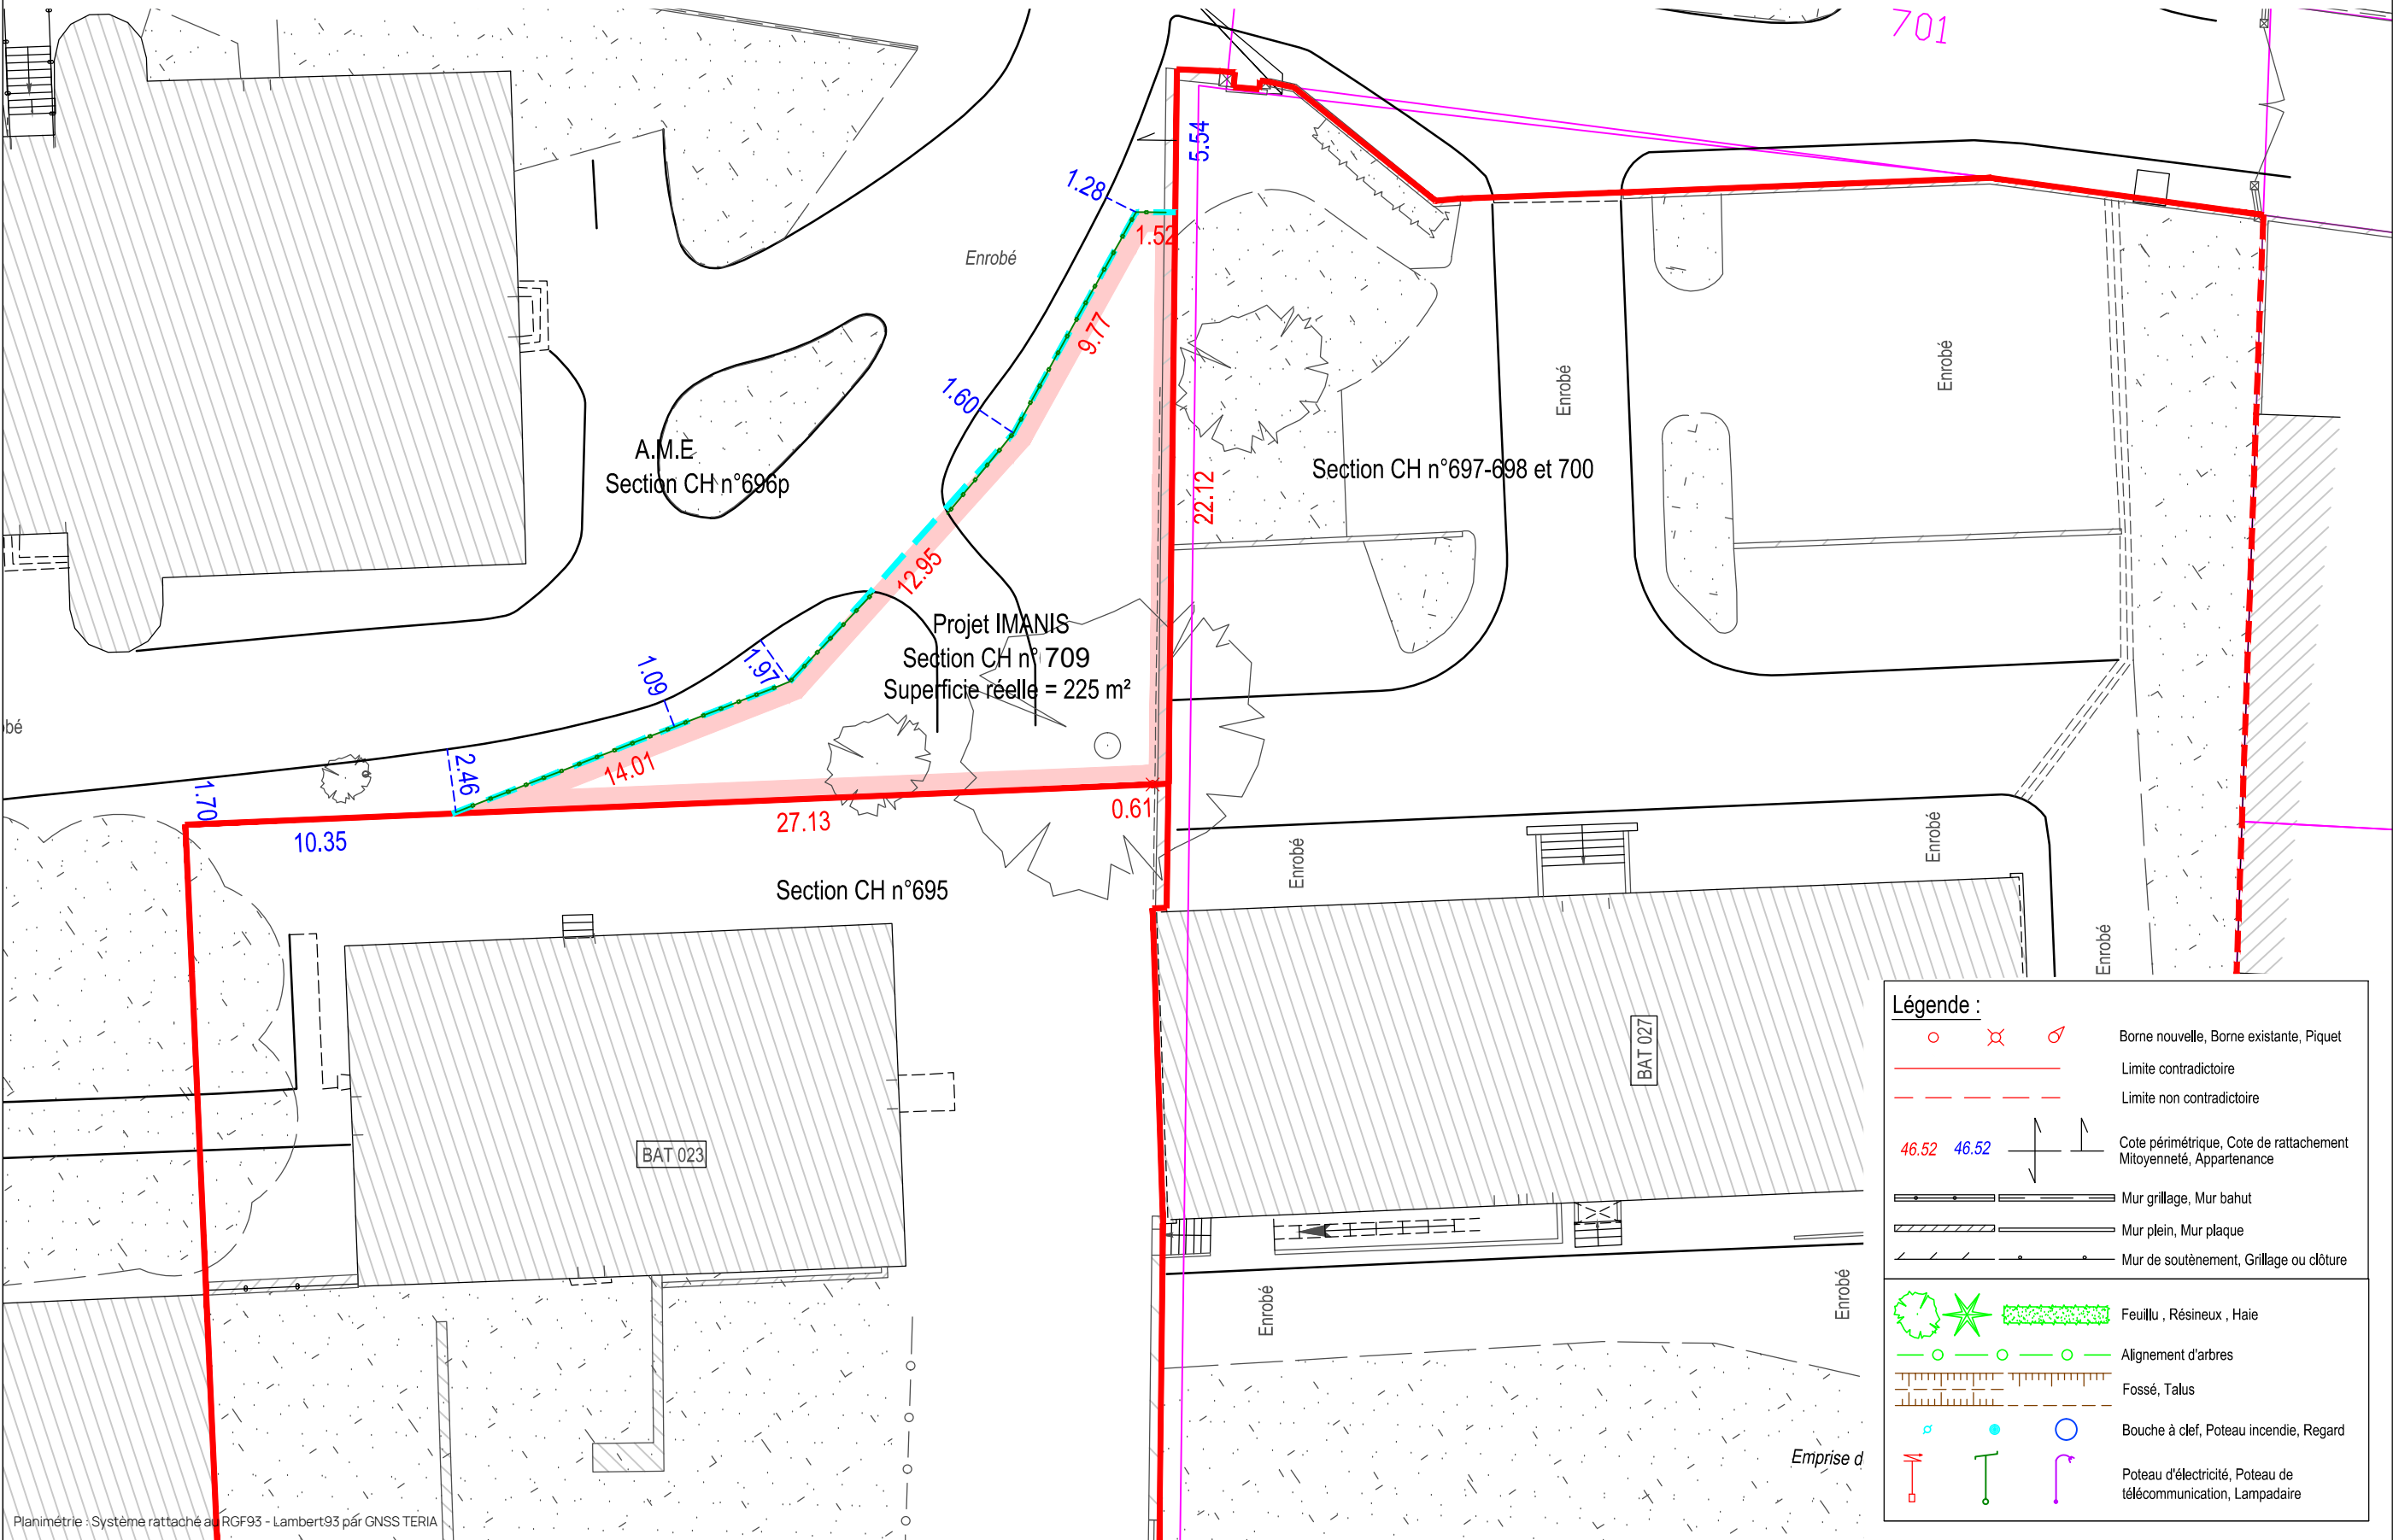 701
5.54
1.28
1.52
Enrobé
9.77
Enrobé
Enrobé
1.60
A.M.E
Section CH n°696p
Section CH n°697-698 et 700
22.12
12.95
Projet IMANIS
Section CH n° 709
Superficie réelle = 225 m²
1.97
1.09
2.46
14.01
1.70
10.35
27.13
0.61
Enrobé
Enrobé
Section CH n°695
Enrobé
BAT 027
BAT 023
Enrobé
Enrobé
Emprise d
Légende :
Borne nouvelle, Borne existante, Piquet
Limite contradictoire
Limite non contradictoire
46.52 46.52 Cote périmétrique, Cote de rattachement
Mitoyenneté, Appartenance
Mur grillage, Mur bahut
Mur plein, Mur plaque
Mur de soutènement, Grillage ou clôture
Feuillu , Résineux , Haie
Alignement d'arbres
Fossé, Talus
Bouche à clef, Poteau incendie, Regard
Poteau d'électricité, Poteau de
télécommunication, Lampadaire
Planimétrie : Système rattaché au RGF93 - Lambert93 par GNSS TERIA